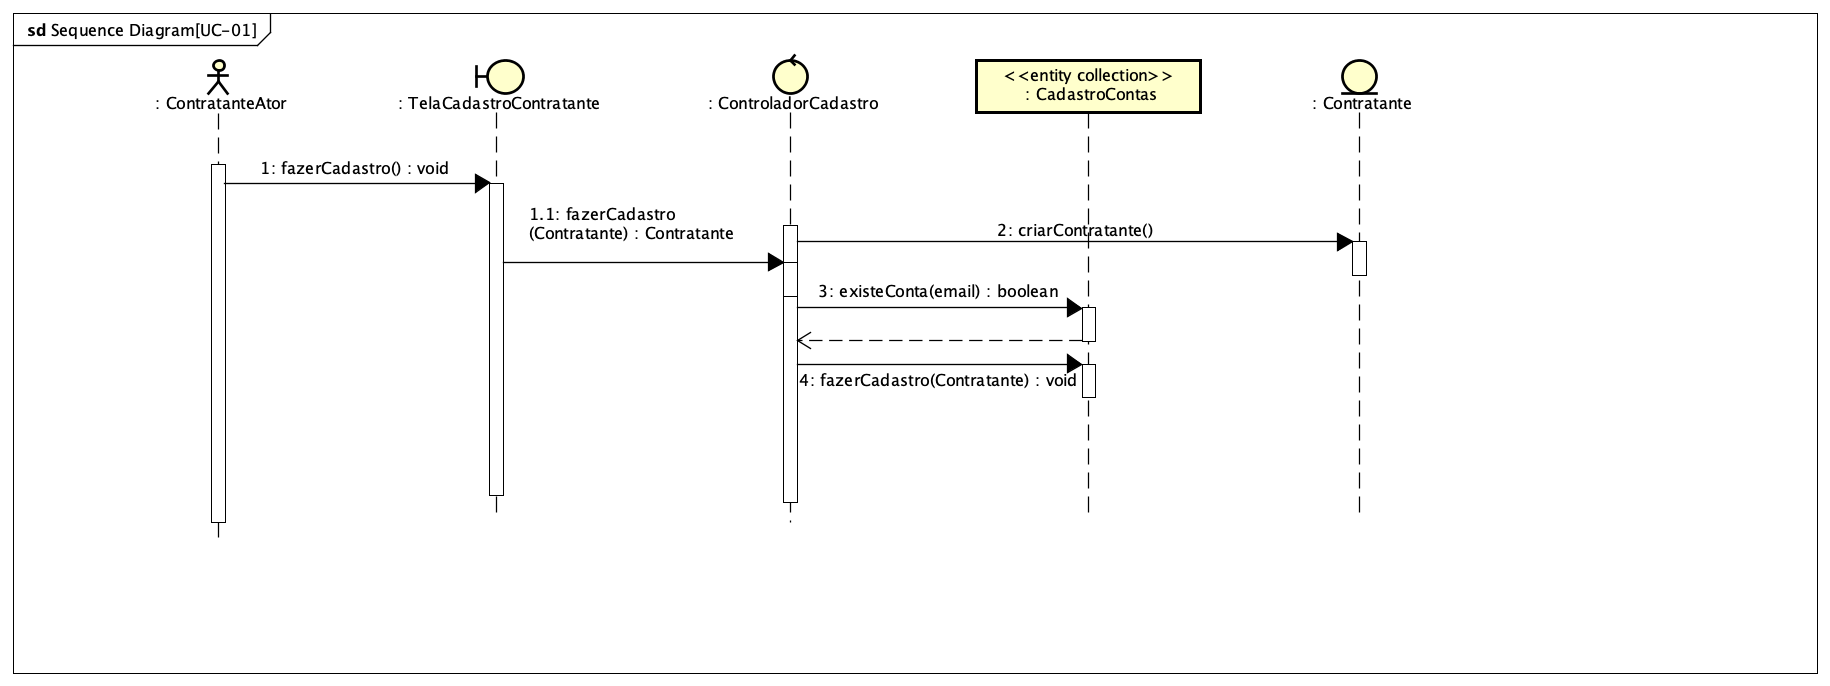 sd Sequence Diagram[UC-01]
: ContratanteAtor
: TelaCadastroContratante
: ControladorCadastro
<<entity collection>>
: CadastroContas
: Contratante
1: fazerCadastro() : void
1.1: fazerCadastro
(Contratante) : Contratante
2: criarContratante()
3: existeConta(email) : boolean
4: fazerCadastro(Contratante) : void